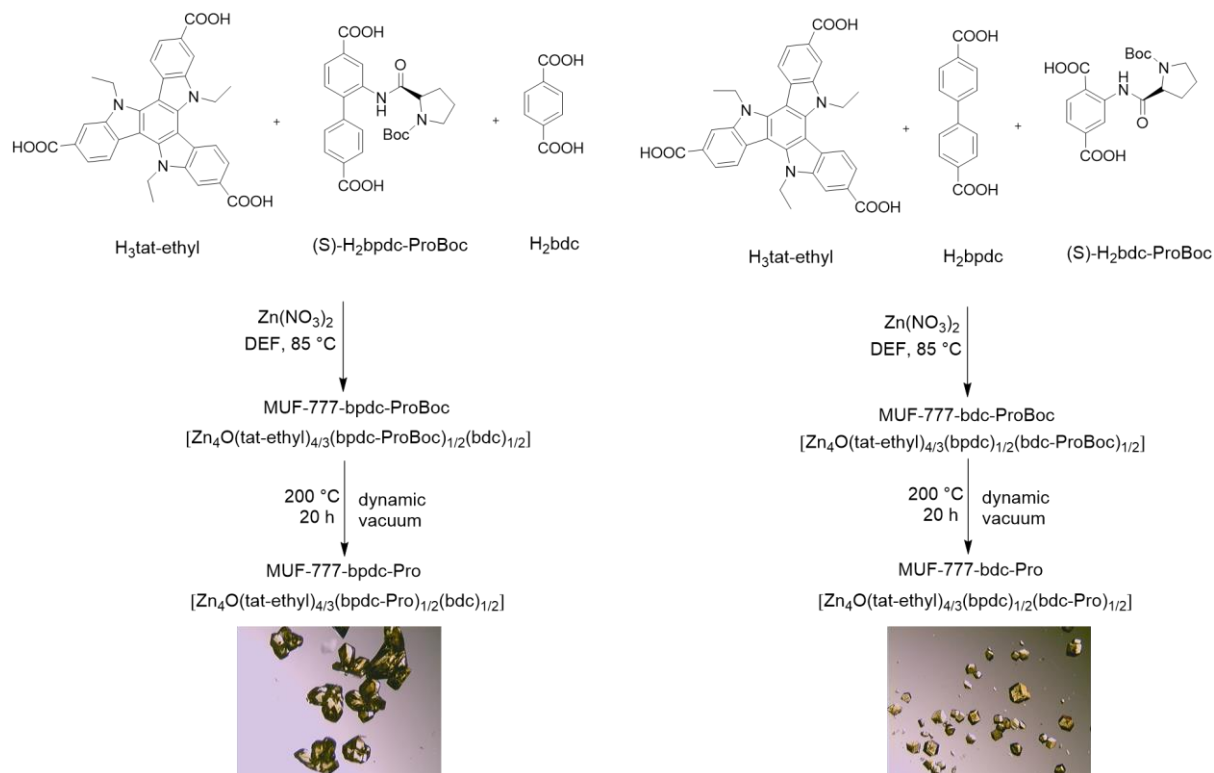 COOH
N
N
N
HOOC
COOH
H₃tat-ethyl
+
COOH
O
N
H
N
Boc
COOH
(S)-H₂bpdc-ProBoc
+
COOH
COOH
H₂bdc
Zn(NO₃)₂
DEF, 85 °C
MUF-777-bpdc-ProBoc
[Zn₄O(tat-ethyl)₄/₃(bpdc-ProBoc)₁/₂(bdc)₁/₂]
200 °C dynamic
20 h vacuum
MUF-777-bpdc-Pro
[Zn₄O(tat-ethyl)₄/₃(bpdc-Pro)₁/₂(bdc)₁/₂]
COOH
N
N
N
HOOC
COOH
H₃tat-ethyl
+
COOH
COOH
H₂bpdc
+
Boc
N
COOH
H
N
O
COOH
(S)-H₂bdc-ProBoc
Zn(NO₃)₂
DEF, 85 °C
MUF-777-bdc-ProBoc
[Zn₄O(tat-ethyl)₄/₃(bpdc)₁/₂(bdc-ProBoc)₁/₂]
200 °C dynamic
20 h vacuum
MUF-777-bdc-Pro
[Zn₄O(tat-ethyl)₄/₃(bpdc)₁/₂(bdc-Pro)₁/₂]